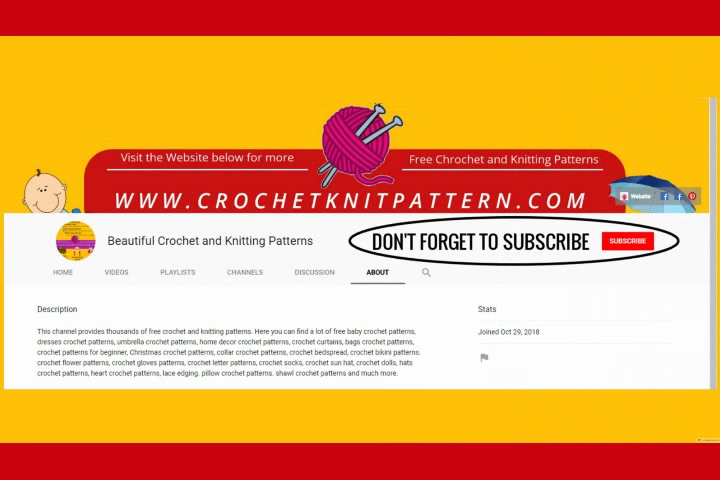 Visit the Website below for more
Free Chrochet and Knitting Patterns
WWW.CROCHETKNITPATTERN.COM
Website
Beautiful Crochet and Knitting Patterns
DON'T FORGET TO SUBSCRIBE
SUBSCRIBE
HOME VIDEOS PLAYLISTS CHANNELS DISCUSSION ABOUT
Description
Stats
This channel provides thousands of free crochet and knitting patterns. Here you can find a lot of free baby crochet patterns,
Joined Oct 29, 2018
dresses crochet patterns, umbrella crochet patterns, home decor crochet patterns, crochet curtains, bags crochet patterns,
crochet patterns for beginner, Christmas crochet patterns, collar crochet patterns, crochet bedspread, crochet bikini patterns.
crochet flower patterns, crochet gloves patterns, crochet letter patterns, crochet socks, crochet sun hat, crochet dolls, hats
crochet patterns, heart crochet patterns, lace edging. pillow crochet patterns. shawl crochet patterns and much more.